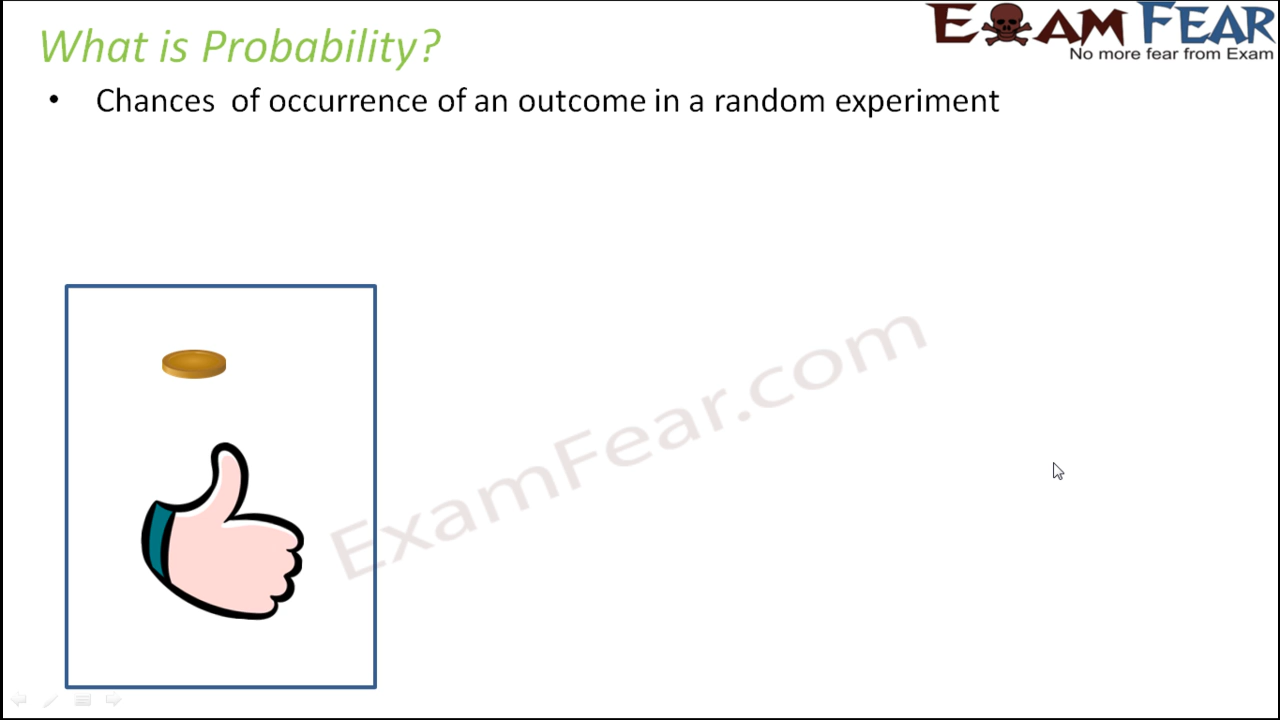 What is Probability?
EXAM FEAR
No more fear from Exam
• Chances of occurrence of an outcome in a random experiment
ExamFear.com